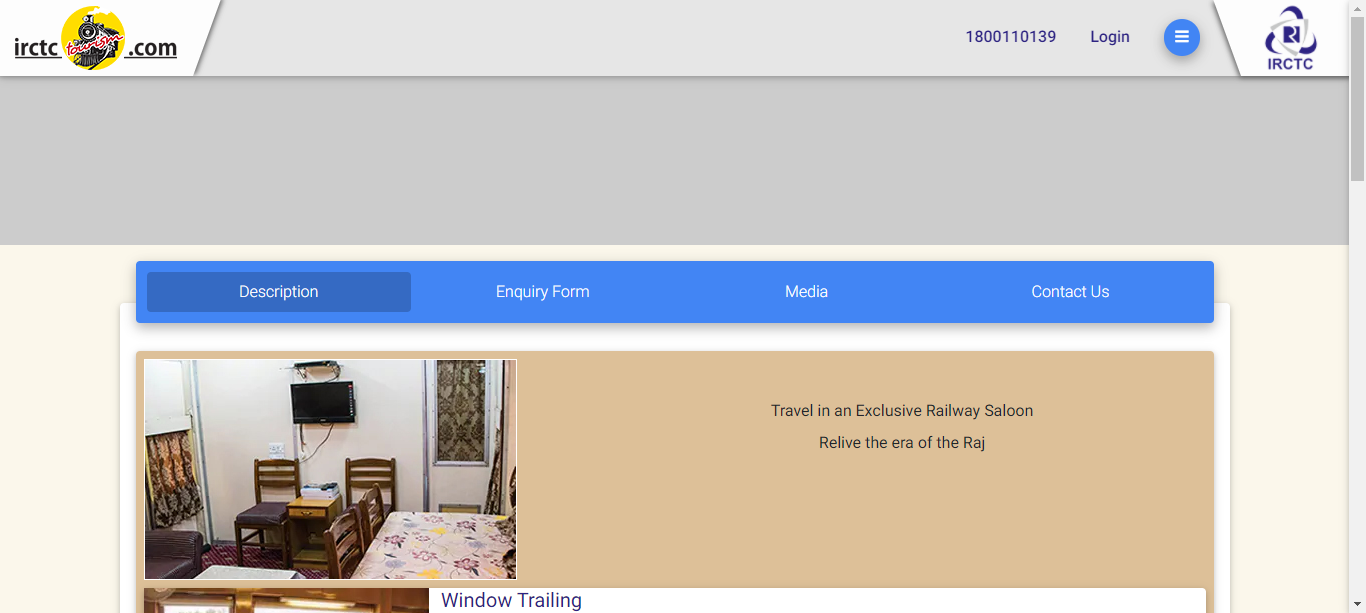 irctc tourism .com
1800110139
Login
IRCTC
Description
Enquiry Form
Media
Contact Us
Travel in an Exclusive Railway Saloon
Relive the era of the Raj
Window Trailing